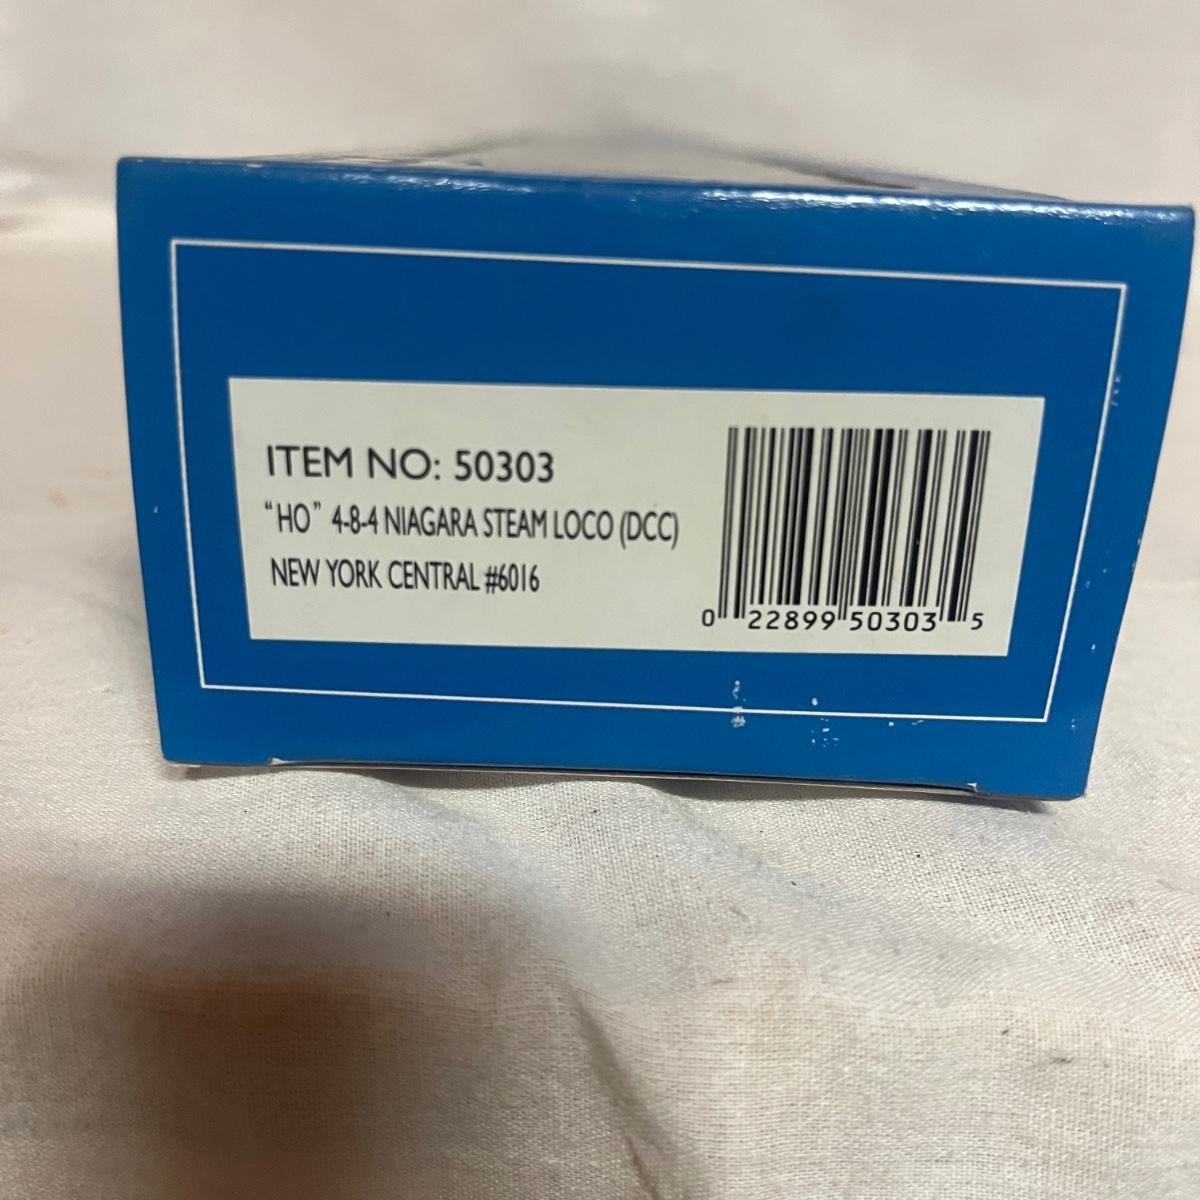 ITEM NO: 50303
“HO” 4-8-4 NIAGARA STEAM LOCO (DCC)
NEW YORK CENTRAL #6016
0 22899 50303 5